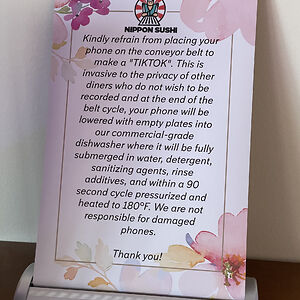 NIPPON SUSHI
Kindly refrain from placing your
phone on the conveyor belt to
make a "TIKTOK". This is
invasive to the privacy of other
diners who do not wish to be
recorded and at the end of the
belt cycle, your phone will be
lowered with empty plates into
our commercial-grade
dishwasher where it will be fully
submerged in water, detergent,
sanitizing agents, rinse
additives, and within a 90
second cycle pressurized and
heated to 180°F. We are not
responsible for damaged
phones.
Thank you!